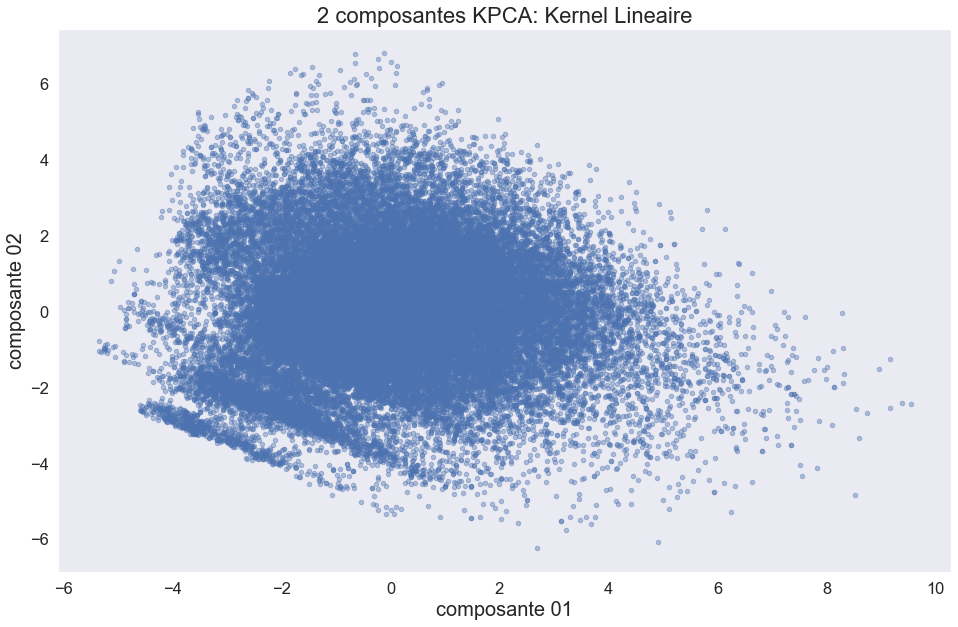 2 composantes KPCA: Kernel Lineaire
composante 02
6
4
2
0
−2
−4
−6
−6 −4 −2 0 2 4 6 8 10
composante 01